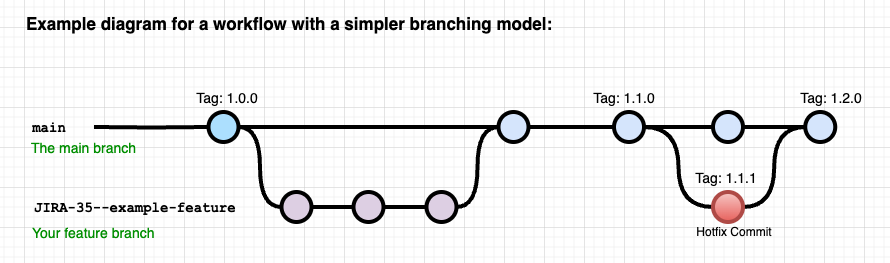 Example diagram for a workflow with a simpler branching model:
Tag: 1.0.0
Tag: 1.1.0
Tag: 1.2.0
main
The main branch
Tag: 1.1.1
JIRA-35--example-feature
Your feature branch
Hotfix Commit